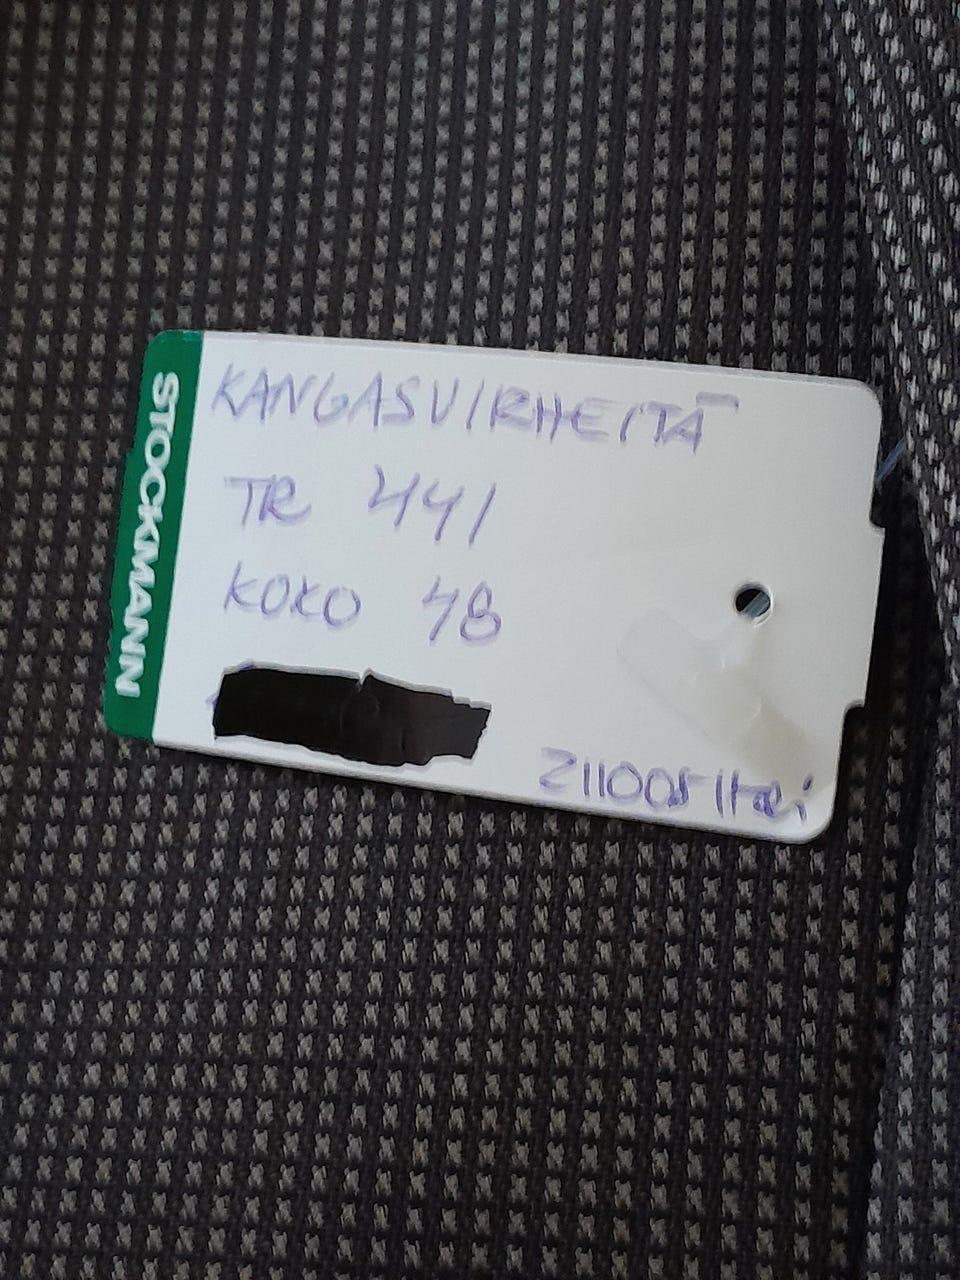 STOCKMANN
KANGASVIRHEITÄ
TR 441
KOKO 48